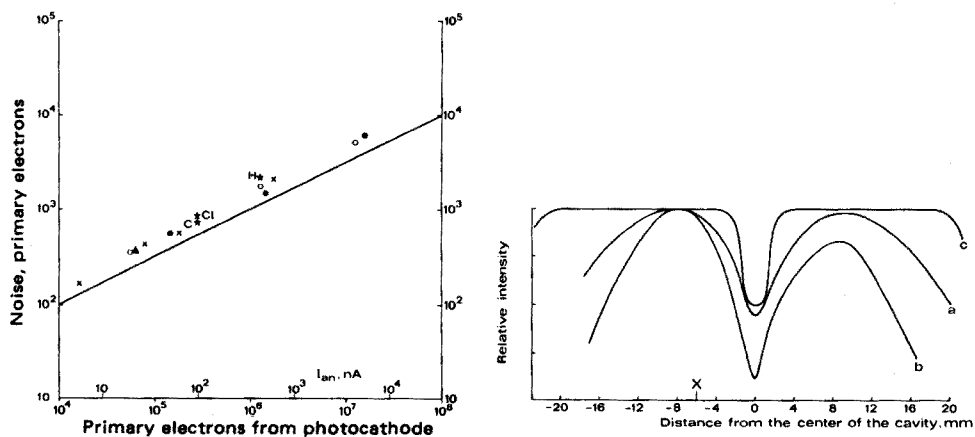 10⁵
10⁵
10⁴
10⁴
10³
10³
10²
10²
10
10
Noise, primary electrons
H
C
Cl
10
10²
Iₐₙ, nA
10³
10⁴
10⁴
10⁵
10⁶
10⁷
10⁸
Primary electrons from photocathode
Relative intensity
c
a
b
X
-20 -16 -12 -8 -4 0 4 8 12 16 20
Distance from the center of the cavity, mm